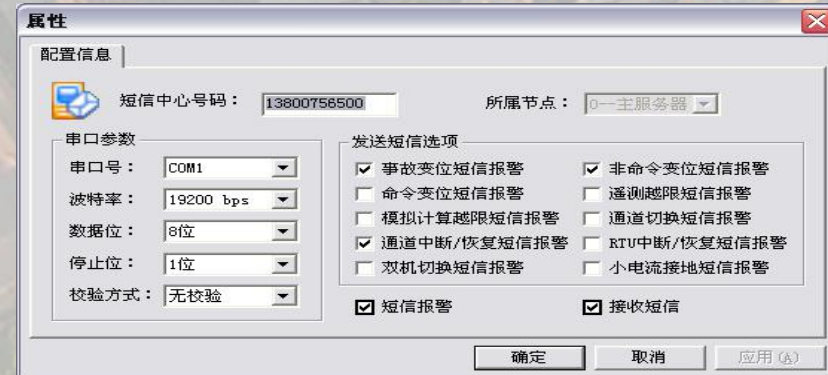 属性
配置信息
短信中心号码： 13800756500 所属节点： 0--主服务器
串口参数 发送短信选项
串口号： COM1 事故变位短信报警 非命令变位短信报警
波特率： 19200 bps 命令变位短信报警 遥测越限短信报警
数据位： 8位 模拟计算越限短信报警 通道切换短信报警
停止位： 1位 通道中断/恢复短信报警 RTU中断/恢复短信报警
校验方式： 无校验 双机切换短信报警 小电流接地短信报警
短信报警 接收短信
确定 取消 应用(A)